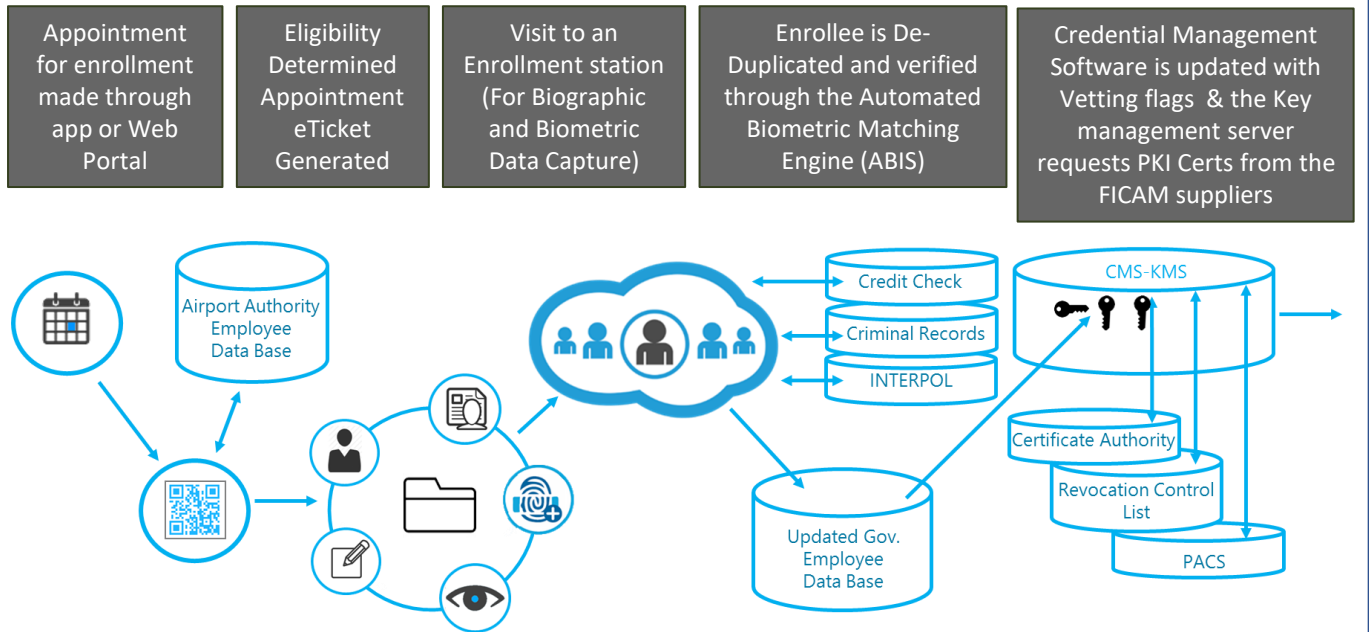 Appointment
for enrollment
made through
app or Web
Portal
Eligibility
Determined
Appointment
eTicket
Generated
Visit to an
Enrollment station
(For Biographic
and Biometric
Data Capture)
Enrollee is De-
Duplicated and verified
through the Automated
Biometric Matching
Engine (ABIS)
Credential Management
Software is updated with
Vetting flags & the Key
management server
requests PKI Certs from the
FICAM suppliers
Airport Authority
Employee
Data Base
Credit Check
Criminal Records
INTERPOL
CMS-KMS
Certificate Authority
Revocation Control
List
PACS
Updated Gov.
Employee
Data Base